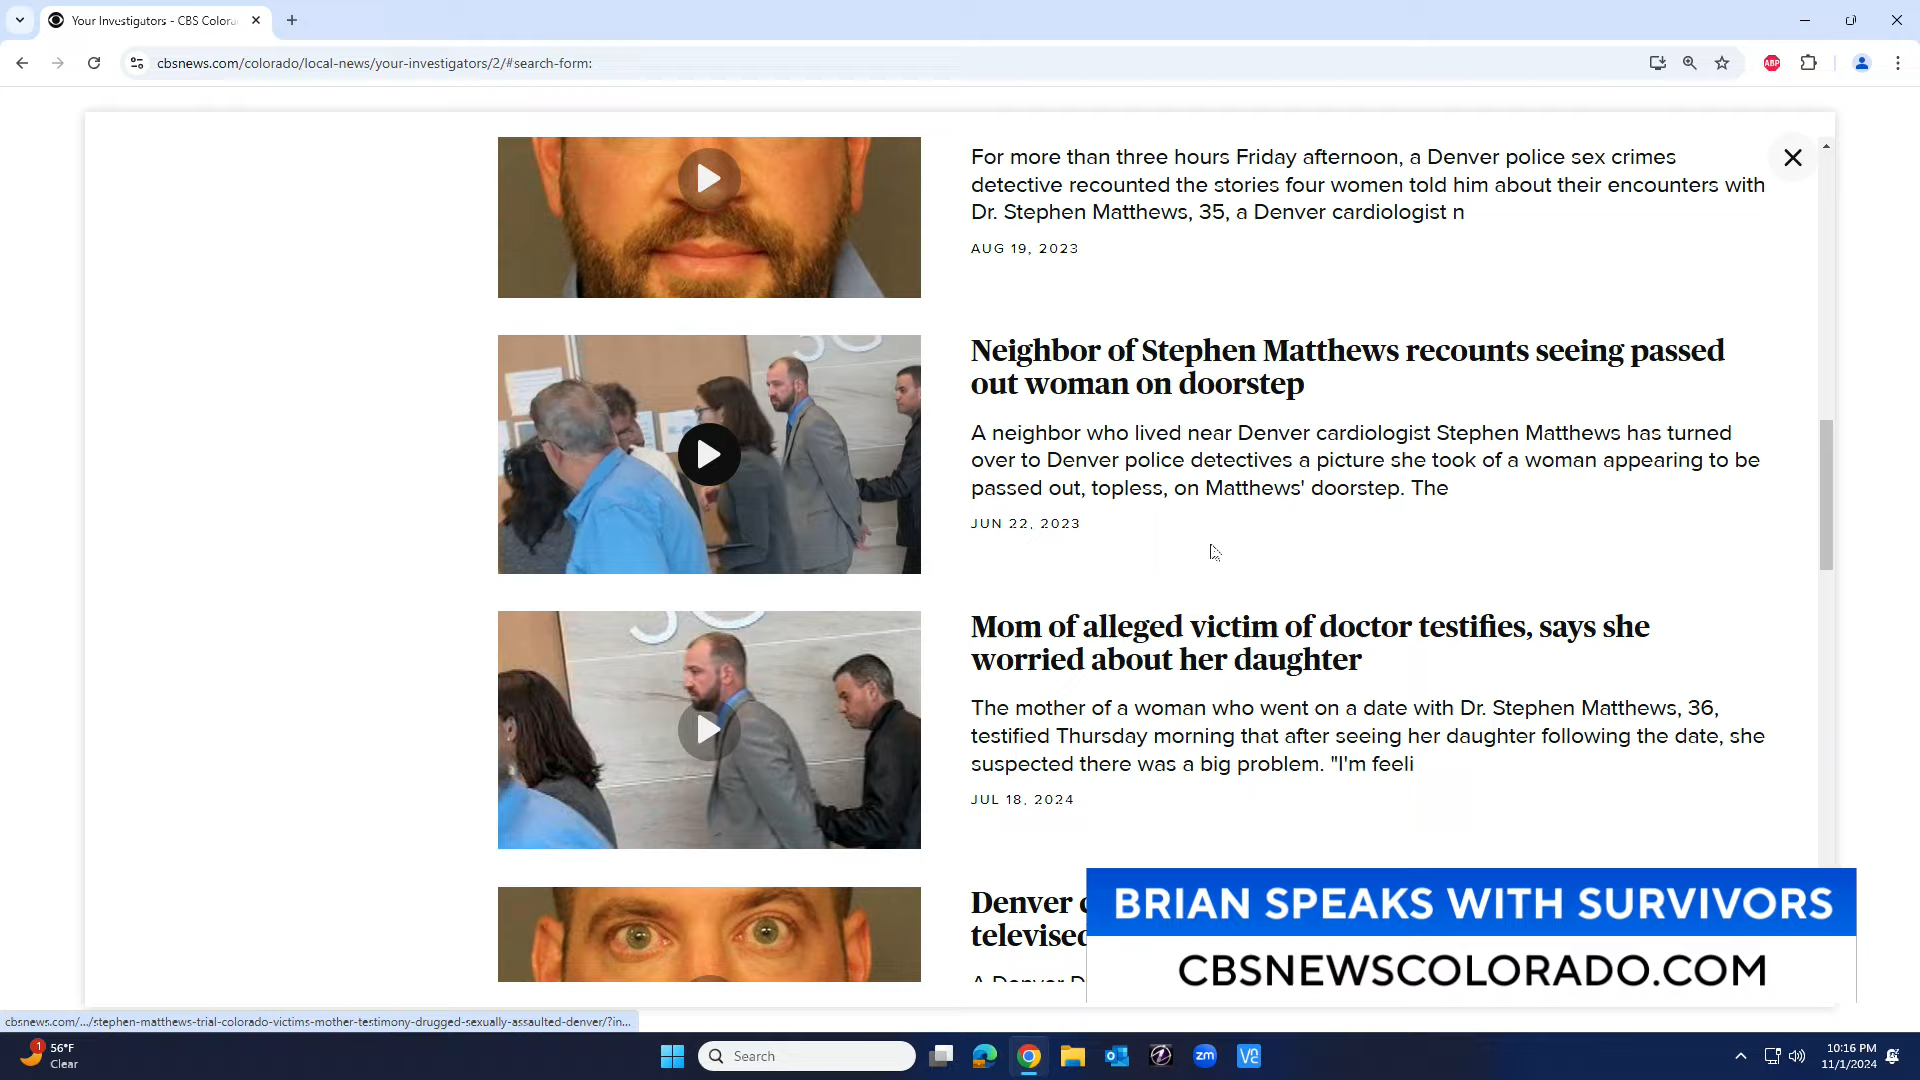 Your Investigators - CBS Colora
cbsnews.com/colorado/local-news/your-investigators/2/#search-form:
ABP
For more than three hours Friday afternoon, a Denver police sex crimes
detective recounted the stories four women told him about their encounters with
Dr. Stephen Matthews, 35, a Denver cardiologist n
AUG 19, 2023
Neighbor of Stephen Matthews recounts seeing passed
out woman on doorstep
A neighbor who lived near Denver cardiologist Stephen Matthews has turned
over to Denver police detectives a picture she took of a woman appearing to be
passed out, topless, on Matthews' doorstep. The
JUN 22, 2023
Mom of alleged victim of doctor testifies, says she
worried about her daughter
The mother of a woman who went on a date with Dr. Stephen Matthews, 36,
testified Thursday morning that after seeing her daughter following the date, she
suspected there was a big problem. "I'm feeli
JUL 18, 2024
Denver
televised
BRIAN SPEAKS WITH SURVIVORS
CBSNEWSCOLORADO.COM
cbsnews.com/.../stephen-matthews-trial-colorado-victims-mother-testimony-drugged-sexually-assaulted-denver/?in...
1
56°F
Clear
Search
zm
10:16 PM
11/1/2024